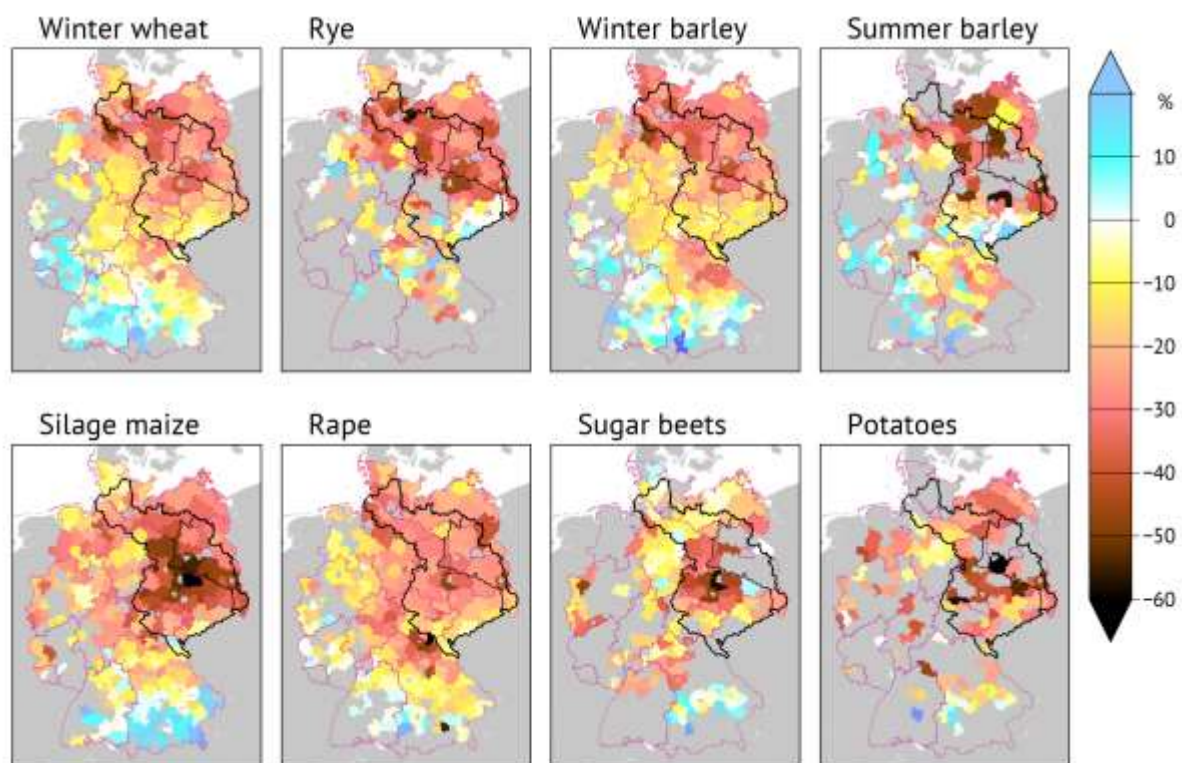 Winter wheat
Rye
Winter barley
Summer barley
%
10
0
-10
-20
-30
-40
-50
-60
Silage maize
Rape
Sugar beets
Potatoes